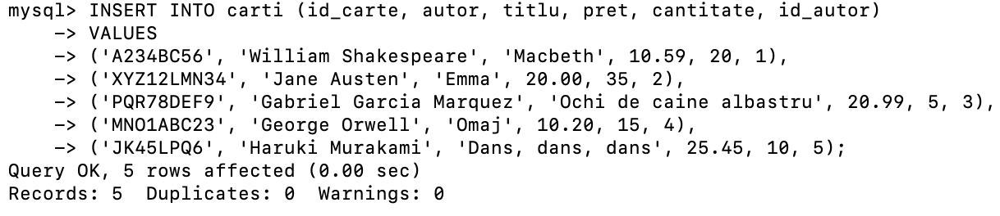 mysql> INSERT INTO carti (id_carte, autor, titlu, pret, cantitate, id_autor)
    -> VALUES
    -> ('A234BC56', 'William Shakespeare', 'Macbeth', 10.59, 20, 1),
    -> ('XYZ12LMN34', 'Jane Austen', 'Emma', 20.00, 35, 2),
    -> ('PQR78DEF9', 'Gabriel Garcia Marquez', 'Ochi de caine albastru', 20.99, 5, 3),
    -> ('MNO1ABC23', 'George Orwell', 'Omaj', 10.20, 15, 4),
    -> ('JK45LPQ6', 'Haruki Murakami', 'Dans, dans, dans', 25.45, 10, 5);
Query OK, 5 rows affected (0.00 sec)
Records: 5  Duplicates: 0  Warnings: 0